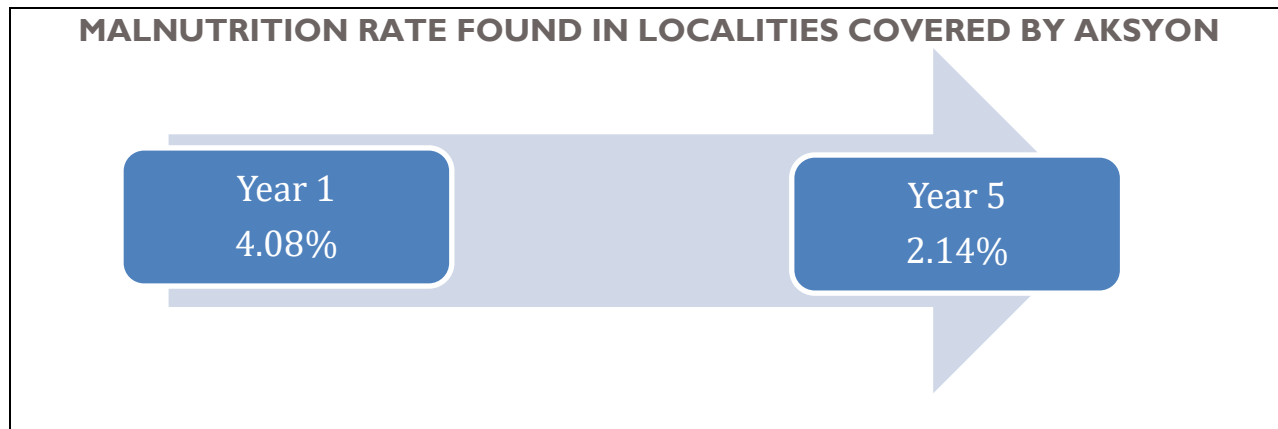 MALNUTRITION RATE FOUND IN LOCALITIES COVERED BY AKSYON
Year 1
4.08%
Year 5
2.14%